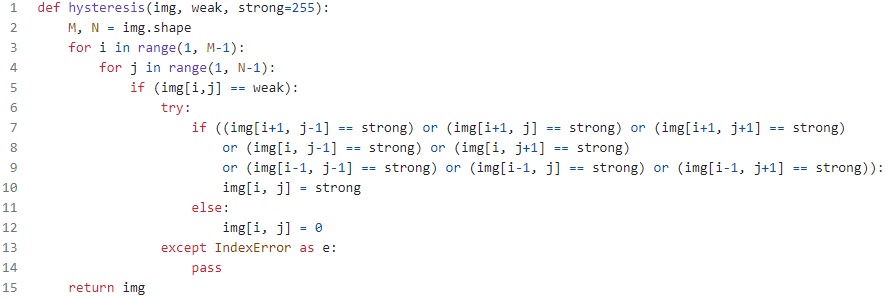 1 def hysteresis(img, weak, strong=255):
2     M, N = img.shape
3     for i in range(1, M-1):
4         for j in range(1, N-1):
5             if (img[i,j] == weak):
6                 try:
7                     if ((img[i+1, j-1] == strong) or (img[i+1, j] == strong) or (img[i+1, j+1] == strong)
8                         or (img[i, j-1] == strong) or (img[i, j+1] == strong)
9                         or (img[i-1, j-1] == strong) or (img[i-1, j] == strong) or (img[i-1, j+1] == strong)):
10                         img[i, j] = strong
11                     else:
12                         img[i, j] = 0
13                 except IndexError as e:
14                     pass
15     return img